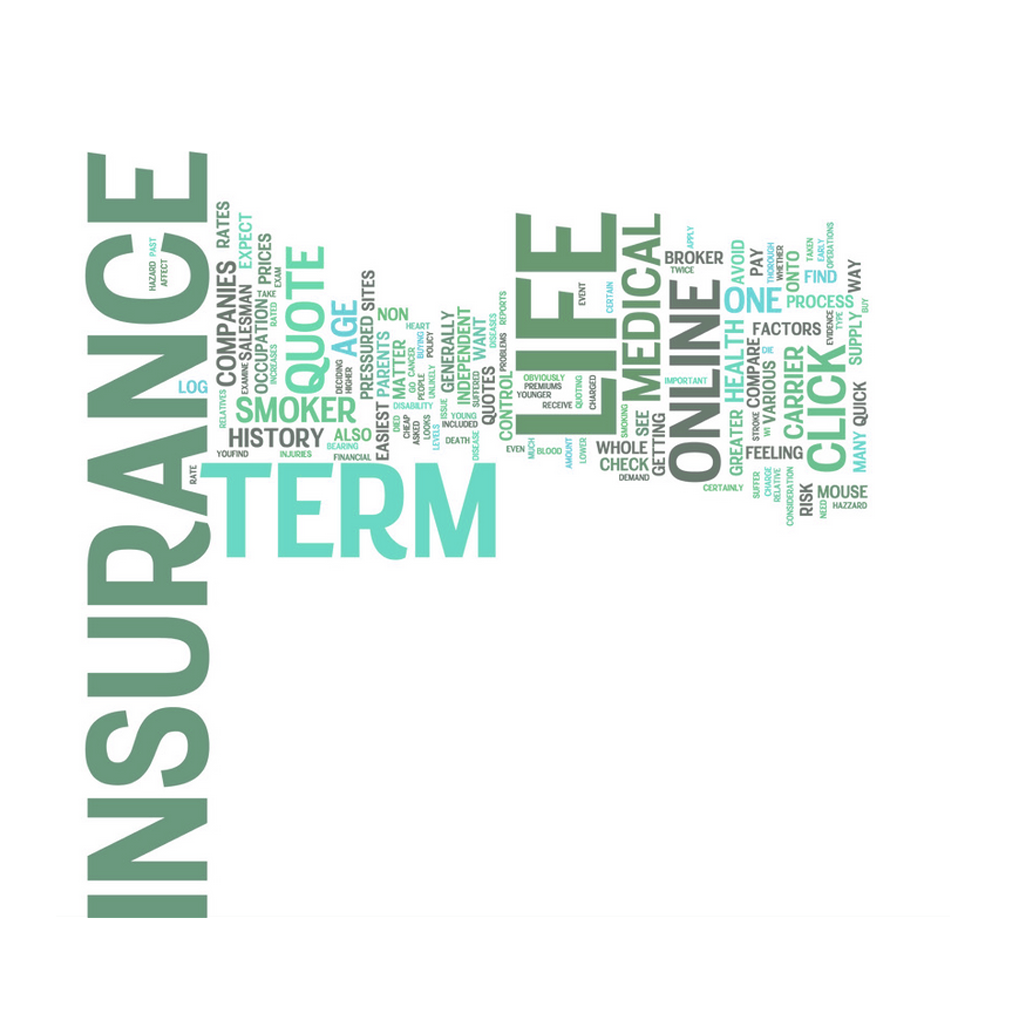 INSURANCE
HAZARD
PAST
AFFECT
LOG
RATES
EXPECT
PRICES
COMPANIES
SALESMAN
EXAMINE
OCCUPATION
TAKE
EXAM
RATED
INCREASES
RELATIVES
QUOTE
AGE
DECIDING
HIGHER
PRESSURED
SITES
SMOKER
HISTORY
ALSO
BEARING
YOUFIND
INJURIES
FINANCIAL
RATE
TERM
NON
HEART
EASIEST
PARENTS
MATTER
GO
CANCER
BUYING
POLICY
PEOPLE
UNLIKELY
DISABILITY
DIED
CHEAP
ASKED
LOOKS
LEVELS
ISSUE
GENERALLY
INDEPENDENT
WANT
SUFFERED
DISEASES
REPORTS
PROBLEMS
QUOTES
CONTROL
YOUNG
INCLUDED
DEATH
DISEASE
LIFE
EVENT
CERTAIN
OBVIOUSLY
PREMIUMS
YOUNGER
RECEIVE
QUOTING
CHARGED
EVEN
MUCH
BLOOD
AMOUNT
LOWER
MEDICAL
SMOKING
SEE
GETTING
WHOLE
CHECK
DEMAND
IMPORTANT
ONLINE
BROKER
TWICE
APPLY
AVOID
PAY
THOROUGH
WHETHER
ONTO
TAKEN
EARLY
OPERATIONS
FIND
WAY
ONE
PROCESS
BUY
FACTORS
EVIDENCE
TYPE
SUPPLY
HEALTH
COMPARE
OR
VARIOUS
CARRIER
CLICK
QUICK
MANY
GREATER
STROKE
FEELING
CERTAINLY
SUFFER
CHARGE
RELATIVE
CONSIDERATION
RISK
NEED
MOUSE
HAZZARD